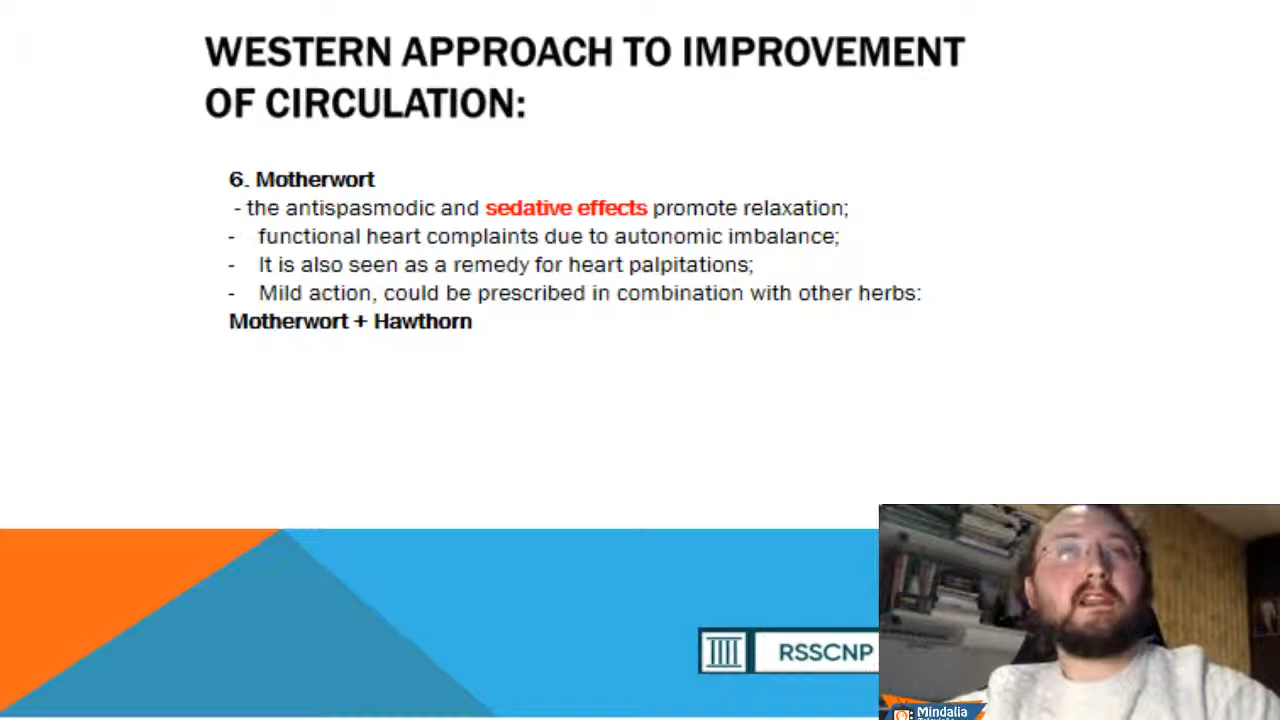 WESTERN APPROACH TO IMPROVEMENT
OF CIRCULATION:
6. Motherwort
- the antispasmodic and sedative effects promote relaxation;
- functional heart complaints due to autonomic imbalance;
- It is also seen as a remedy for heart palpitations;
- Mild action, could be prescribed in combination with other herbs:
Motherwort + Hawthorn
RSSCNP
Mindalia